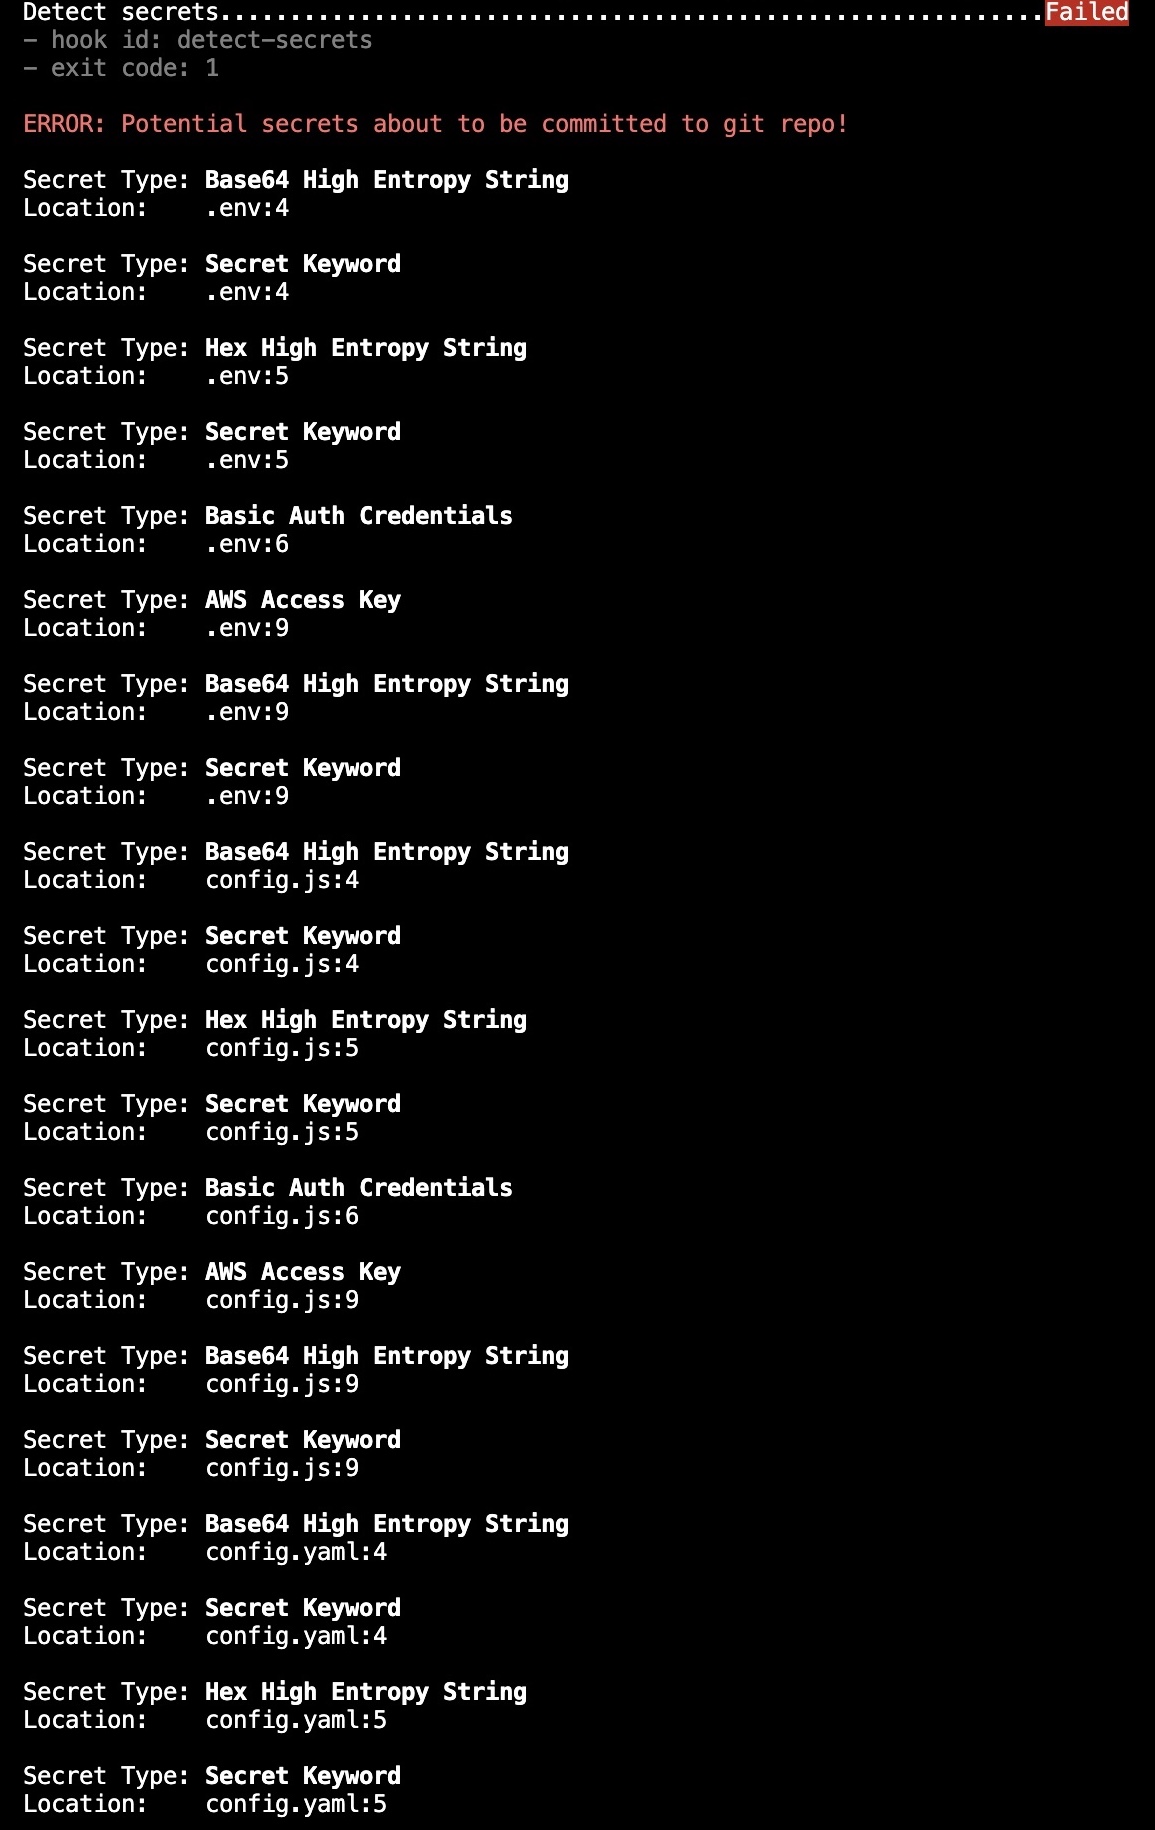 Detect secrets...........................................................Failed
- hook id: detect-secrets
- exit code: 1
ERROR: Potential secrets about to be committed to git repo!
Secret Type: Base64 High Entropy String
Location:    .env:4
Secret Type: Secret Keyword
Location:    .env:4
Secret Type: Hex High Entropy String
Location:    .env:5
Secret Type: Secret Keyword
Location:    .env:5
Secret Type: Basic Auth Credentials
Location:    .env:6
Secret Type: AWS Access Key
Location:    .env:9
Secret Type: Base64 High Entropy String
Location:    .env:9
Secret Type: Secret Keyword
Location:    .env:9
Secret Type: Base64 High Entropy String
Location:    config.js:4
Secret Type: Secret Keyword
Location:    config.js:4
Secret Type: Hex High Entropy String
Location:    config.js:5
Secret Type: Secret Keyword
Location:    config.js:5
Secret Type: Basic Auth Credentials
Location:    config.js:6
Secret Type: AWS Access Key
Location:    config.js:9
Secret Type: Base64 High Entropy String
Location:    config.js:9
Secret Type: Secret Keyword
Location:    config.js:9
Secret Type: Base64 High Entropy String
Location:    config.yaml:4
Secret Type: Secret Keyword
Location:    config.yaml:4
Secret Type: Hex High Entropy String
Location:    config.yaml:5
Secret Type: Secret Keyword
Location:    config.yaml:5